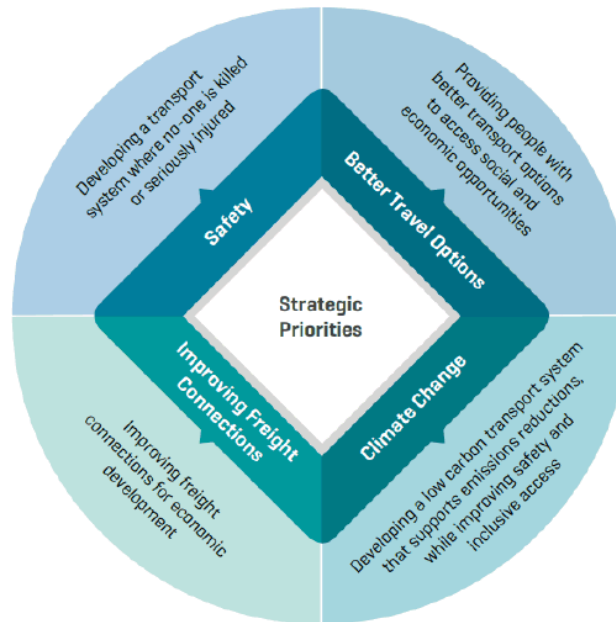 Developing a transport
system where no-one is killed
or seriously injured
Safety
Providing people with
better transport options
to access social and
economic opportunities
Better Travel Options
Strategic
Priorities
Improving Freight
Connections
Improving freight
connections for economic
development
Climate Change
Developing a low carbon transport system
that supports emissions reductions,
while improving safety and
inclusive access